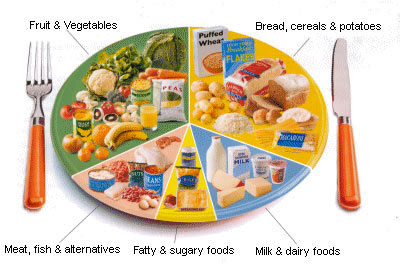 Fruit & Vegetables
Bread, cereals & potatoes
Puffed
Wheat
FLAKES
PEAS
MILK
NUTS
BEANS
MACARONI
Meat, fish & alternatives
Fatty & sugary foods
Milk & dairy foods